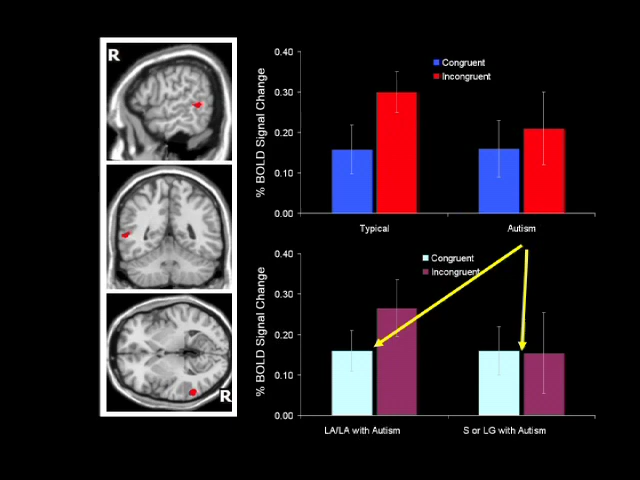 R
R
% BOLD Signal Change
0.40
0.30
0.20
0.10
0.00
Congruent
Incongruent
Typical
Autism
% BOLD Signal Change
0.40
0.30
0.20
0.10
0.00
Congruent
Incongruent
LA/LA with Autism
S or LG with Autism